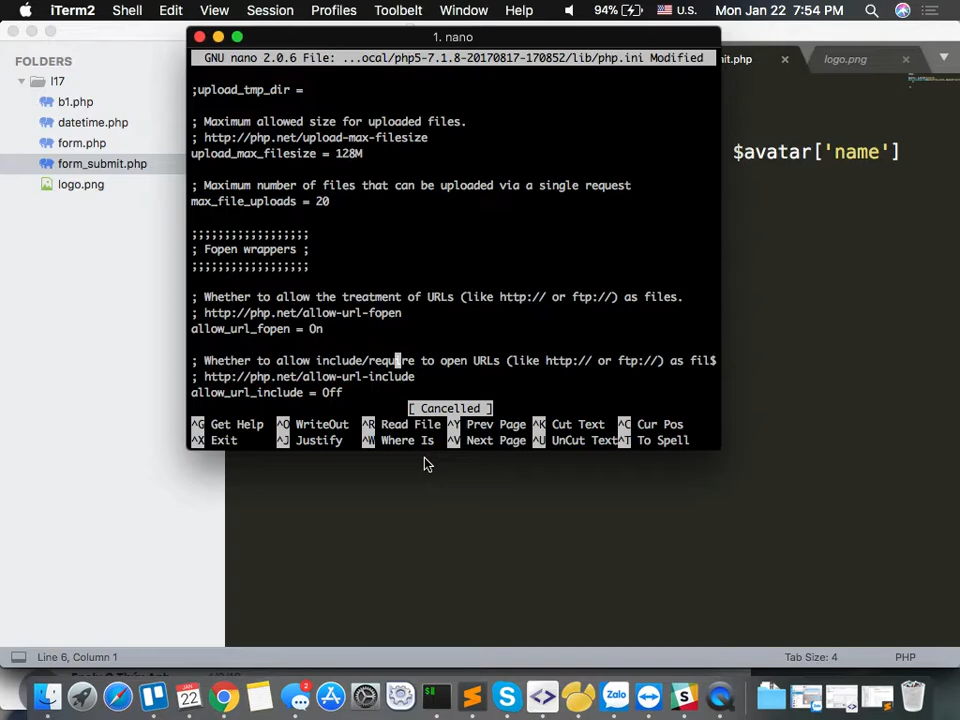 iTerm2 Shell Edit View Session Profiles Toolbelt Window Help 94% U.S. Mon Jan 22 7:54 PM
1. nano
FOLDERS
l17
b1.php
datetime.php
form.php
form_submit.php
logo.png
it.php
logo.png
$avatar['name']
GNU nano 2.0.6 File: ...ocal/php5-7.1.8-20170817-170852/lib/php.ini Modified
;upload_tmp_dir =
; Maximum allowed size for uploaded files.
; http://php.net/upload-max-filesize
upload_max_filesize = 128M
; Maximum number of files that can be uploaded via a single request
max_file_uploads = 20
;;;;;;;;;;;;;;;;;;
; Fopen wrappers ;
;;;;;;;;;;;;;;;;;;
; Whether to allow the treatment of URLs (like http:// or ftp://) as files.
; http://php.net/allow-url-fopen
allow_url_fopen = On
; Whether to allow include/require to open URLs (like http:// or ftp://) as fil$
; http://php.net/allow-url-include
allow_url_include = Off
[ Cancelled ]
^G Get Help ^O WriteOut ^R Read File ^Y Prev Page ^K Cut Text ^C Cur Pos
^X Exit ^J Justify ^W Where Is ^V Next Page ^U UnCut Text ^T To Spell
Line 6, Column 1 Tab Size: 4 PHP
JAN
22
2
Zalo